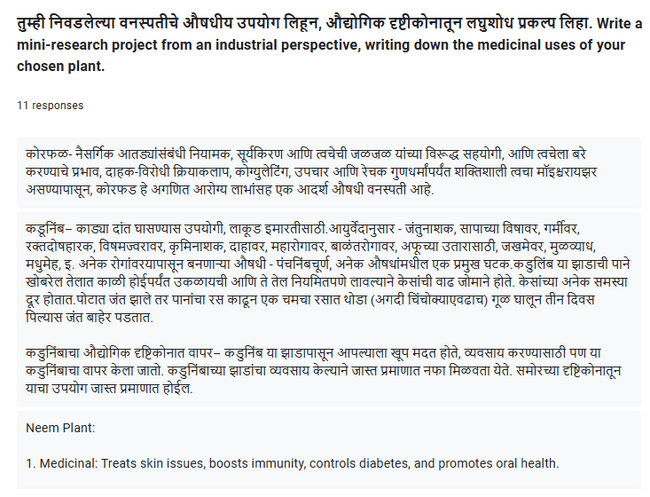 तुम्ही निवडलेल्या वनस्पतीचे औषधीय उपयोग लिहून, औद्योगिक दृष्टीकोनातून लघुशोध प्रकल्प लिहा. Write a
mini-research project from an industrial perspective, writing down the medicinal uses of your
chosen plant.
11 responses
कोरफळ- नैसर्गिक आतड्यांसंबंधी नियामक, सूर्यकिरण आणि त्वचेची जळजळ यांच्या विरूद्ध सहयोगी, आणि त्वचेला बरे
करण्याचे प्रभाव, दाहक-विरोधी क्रियाकलाप, कोग्युलेटिंग, उपचार आणि रेचक गुणधर्मांपर्यंत शक्तिशाली त्वचा मॉइश्चरायझर
असण्यापासून, कोरफड हे अगणित आरोग्य लाभांसह एक आदर्श औषधी वनस्पती आहे.
कडूनिंब– काड्या दांत घासण्यास उपयोगी, लाकूड इमारतीसाठी.आयुर्वेदानुसार - जंतुनाशक, सापाच्या विषावर, गर्मीवर,
रक्तदोषहारक, विषमज्वरावर, कृमिनाशक, दाहावर, महारोगावर, बाळंतरोगावर, अफूच्या उतारासाठी, जखमेवर, मुळव्याध,
मधुमेह, इ. अनेक रोगांवरयापासून बनणाऱ्या औषधी - पंचनिंबचूर्ण, अनेक औषधांमधील एक प्रमुख घटक.कडुलिंब या झाडाची पाने
खोबरेल तेलात काळी होईपर्यंत उकळायची आणि ते तेल नियमितपणे लावल्याने केसांची वाढ जोमाने होते. केसांच्या अनेक समस्या
दूर होतात.पोटात जंत झाले तर पानांचा रस काढून एक चमचा रसात थोडा (अगदी चिंचोक्याएवढाच) गूळ घालून तीन दिवस
पिल्यास जंत बाहेर पडतात.
कडुनिंबाचा औद्योगिक दृष्टिकोनात वापर– कडुनिंब या झाडापासून आपल्याला खूप मदत होते, व्यवसाय करण्यासाठी पण या
कडुनिंबाचा वापर केला जातो. कडुनिंबाच्या झाडांचा व्यवसाय केल्याने जास्त प्रमाणात नफा मिळवता येते. समोरच्या दृष्टिकोनातून
याचा उपयोग जास्त प्रमाणात होईल.
Neem Plant:
1. Medicinal: Treats skin issues, boosts immunity, controls diabetes, and promotes oral health.